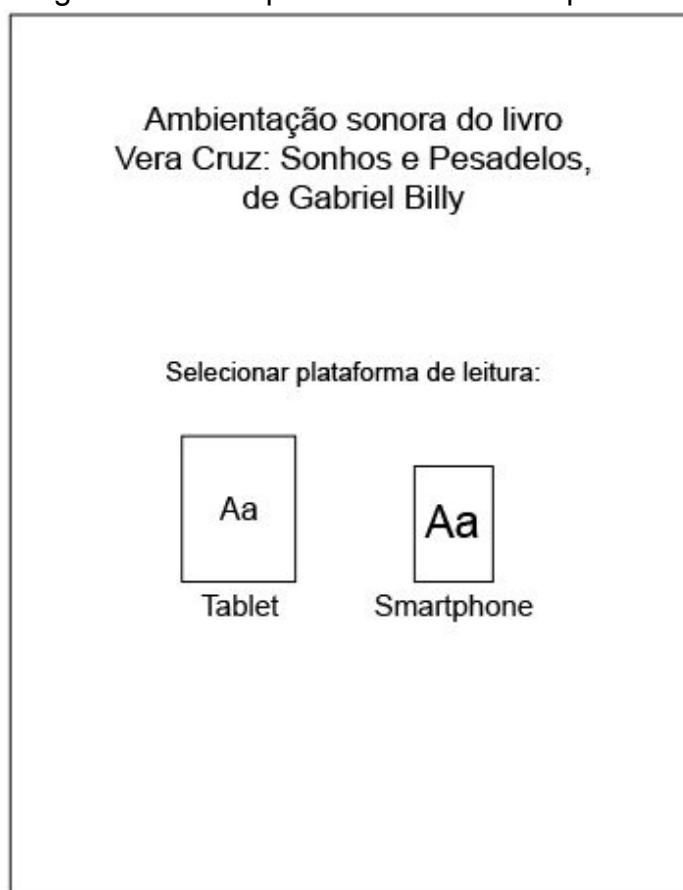 Ambientação sonora do livro
Vera Cruz: Sonhos e Pesadelos,
de Gabriel Billy
Selecionar plataforma de leitura:
Aa Aa
Tablet Smartphone